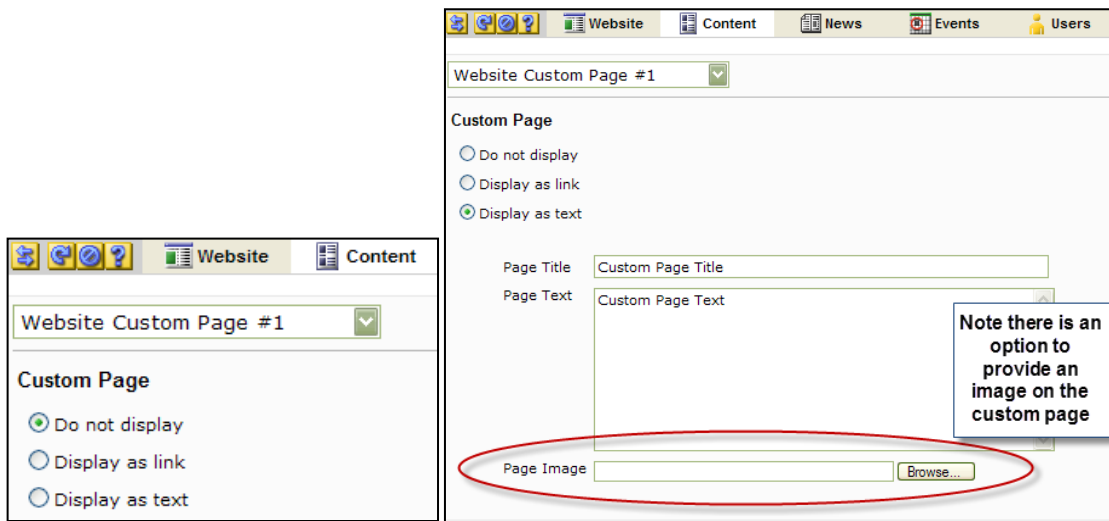 Website Content
Website Custom Page #1
Custom Page
Do not display
Display as link
Display as text
? Website Content News Events Users
Website Custom Page #1
Custom Page
Do not display
Display as link
Display as text
Page Title Custom Page Title
Page Text Custom Page Text
Note there is an
option to
provide an
image on the
custom page
Page Image Browse...